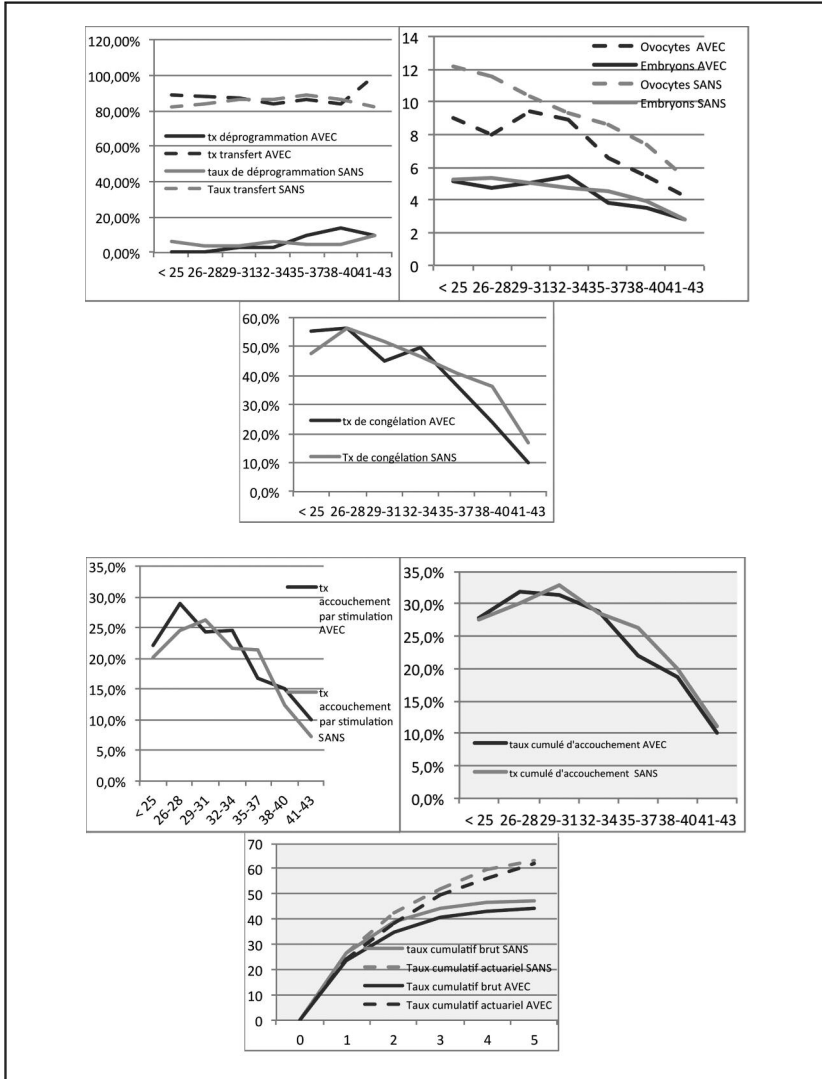 120,00%
100,00%
80,00%
60,00%
40,00%
20,00%
0,00%
tx déprogrammation AVEC
tx transfert AVEC
taux de déprogrammation SANS
Taux transfert SANS
< 25 26-28 29-31 32-34 35-37 38-40 41-43
14
12
10
8
6
4
2
0
Ovocytes AVEC
Embryons AVEC
Ovocytes SANS
Embryons SANS
< 25 26-28 29-31 32-34 35-37 38-40 41-43
60,0%
50,0%
40,0%
30,0%
20,0%
10,0%
0,0%
tx de congélation AVEC
Tx de congélation SANS
< 25 26-28 29-31 32-34 35-37 38-40 41-43
35,0%
30,0%
25,0%
20,0%
15,0%
10,0%
5,0%
0,0%
tx
accouchement
par stimulation
AVEC
tx
accouchement
par stimulation
SANS
< 25 26-28 29-31 32-34 35-37 38-40 41-43
35,0%
30,0%
25,0%
20,0%
15,0%
10,0%
5,0%
0,0%
taux cumulé d'accouchement AVEC
tx cumulé d'accouchement SANS
< 25 26-28 29-31 32-34 35-37 38-40 41-43
70
60
50
40
30
20
10
0
taux cumulatif brut SANS
Taux cumulatif actuariel SANS
Taux cumulatif brut AVEC
Taux cumulatif actuariel AVEC
0 1 2 3 4 5